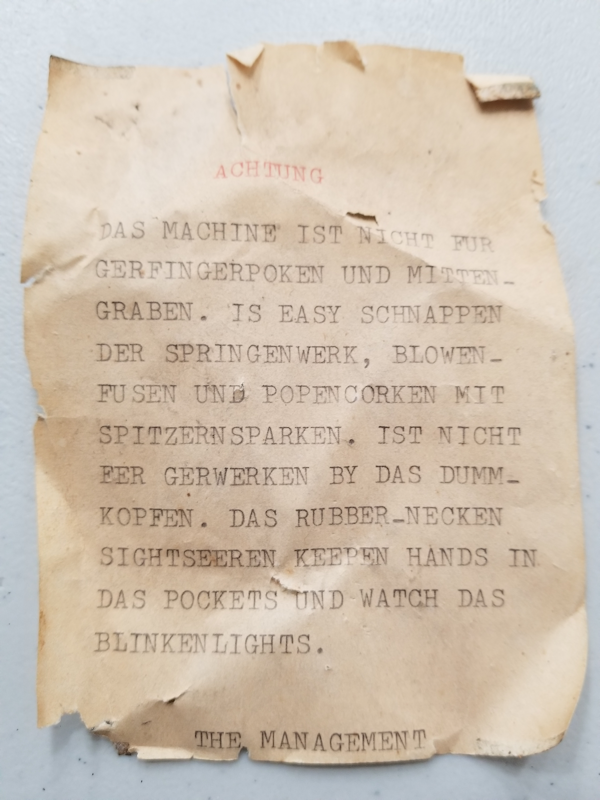 ACHTUNG
DAS MACHINE IST NICHT FUR
GERFINGERPOKEN UND MITTEN-
GRABEN. IS EASY SCHNAPPEN
DER SPRINGENWERK, BLOWEN-
FUSEN UND POPENCORKEN MIT
SPITZERNSPARKEN. IST NICHT
FER GERWERKEN BY DAS DUMM-
KOPFEN. DAS RUBBER-NECKEN
SIGHTSEEREN KEEPEN HANDS IN
DAS POCKETS UND WATCH DAS
BLINKENLIGHTS.
THE MANAGEMENT